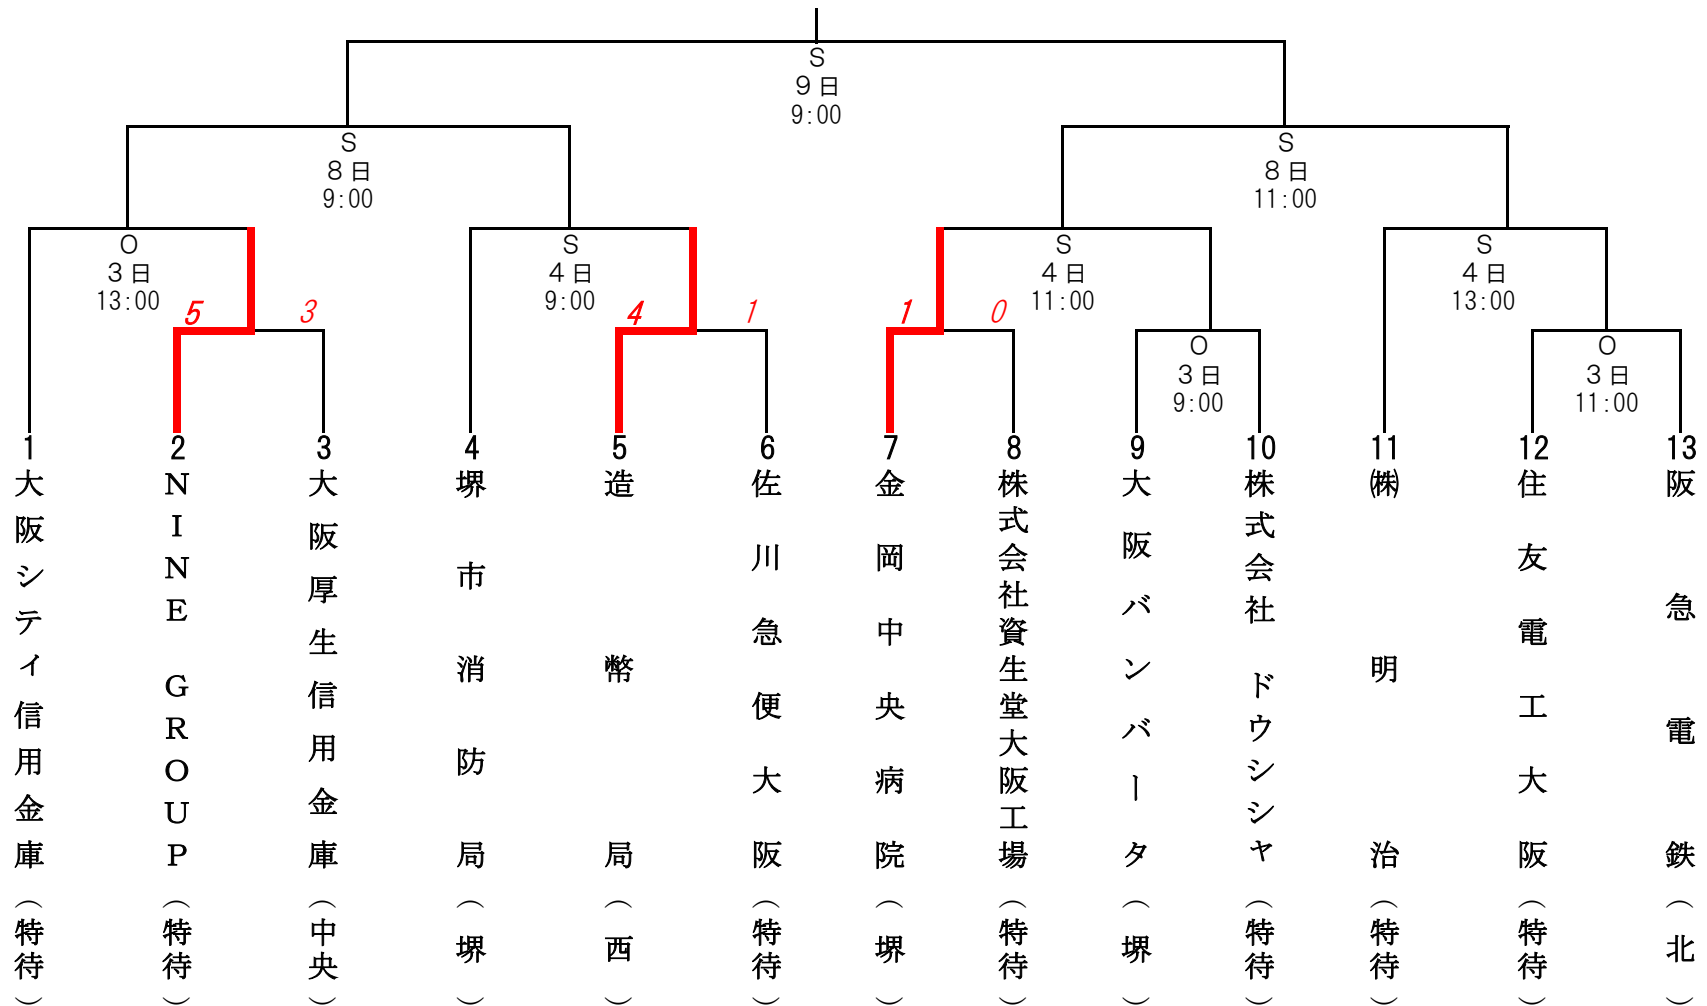 S
9日
9:00
S
8日
9:00
S
8日
11:00
O
3日
13:00
S
4日
9:00
S
4日
11:00
S
4日
13:00
5
3
4
1
1
0
O
3日
9:00
O
3日
11:00
1
大阪シティ信用金庫（特待）
2
NINE GROUP（特待）
3
大阪厚生信用金庫（中央）
4
堺市消防局（堺）
5
造幣局（西）
6
佐川急便大阪（特待）
7
金岡中央病院（堺）
8
株式会社資生堂大阪工場（特待）
9
大阪バンバータ（堺）
10
株式会社 ドウシシャ（特待）
11
㈱明治（特待）
12
住友電工大阪（特待）
13
阪急電鉄（北）